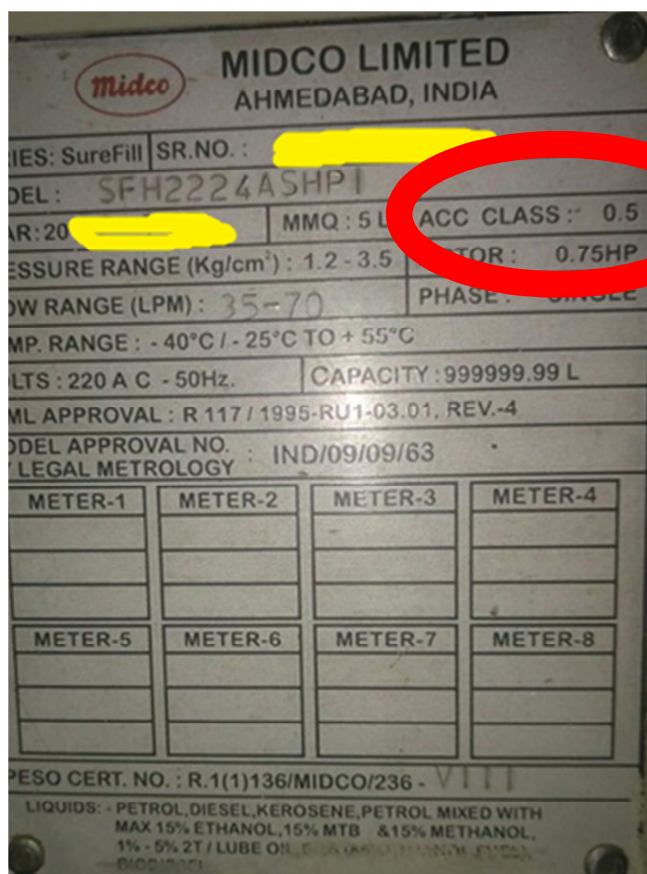 midco
MIDCO LIMITED
AHMEDABAD, INDIA
IES: SureFill SR.NO. :
DEL : SFH2224ASHPI
AR: 20 MMQ : 5 L ACC CLASS : 0.5
ESSURE RANGE (Kg/cm²) : 1.2 - 3.5 TOR : 0.75HP
OW RANGE (LPM) : 35-70 PHASE : SINGLE
MP. RANGE : - 40°C / - 25°C TO + 55°C
LTS : 220 A C - 50Hz. CAPACITY : 999999.99 L
ML APPROVAL : R 117 / 1995-RU1-03.01, REV.-4
ODEL APPROVAL NO.
LEGAL METROLOGY : IND/09/09/63
METER-1 METER-2 METER-3 METER-4
METER-5 METER-6 METER-7 METER-8
PESO CERT. NO. : R.1(1)136/MIDCO/236 - VIII
LIQUIDS: - PETROL,DIESEL,KEROSENE,PETROL MIXED WITH
MAX 15% ETHANOL,15% MTB &15% METHANOL,
1% - 5% 2T / LUBE